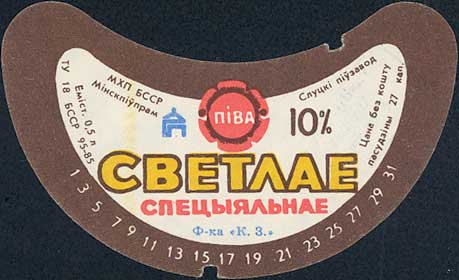 МХП БССР
Мінскпіўпрам
Емiст. 0,5 л
ТУ 18 БССР 95-85
ПІВА
10%
Слуцкі піўзавод
Цана без кошту
пасудзіны 27 кап.
СВЕТЛАЕ
СПЕЦЫЯЛЬНАЕ
Ф-ка «К. З.»
1 3 5 7 9 11 13 15 17 19 21 23 25 27 29 31